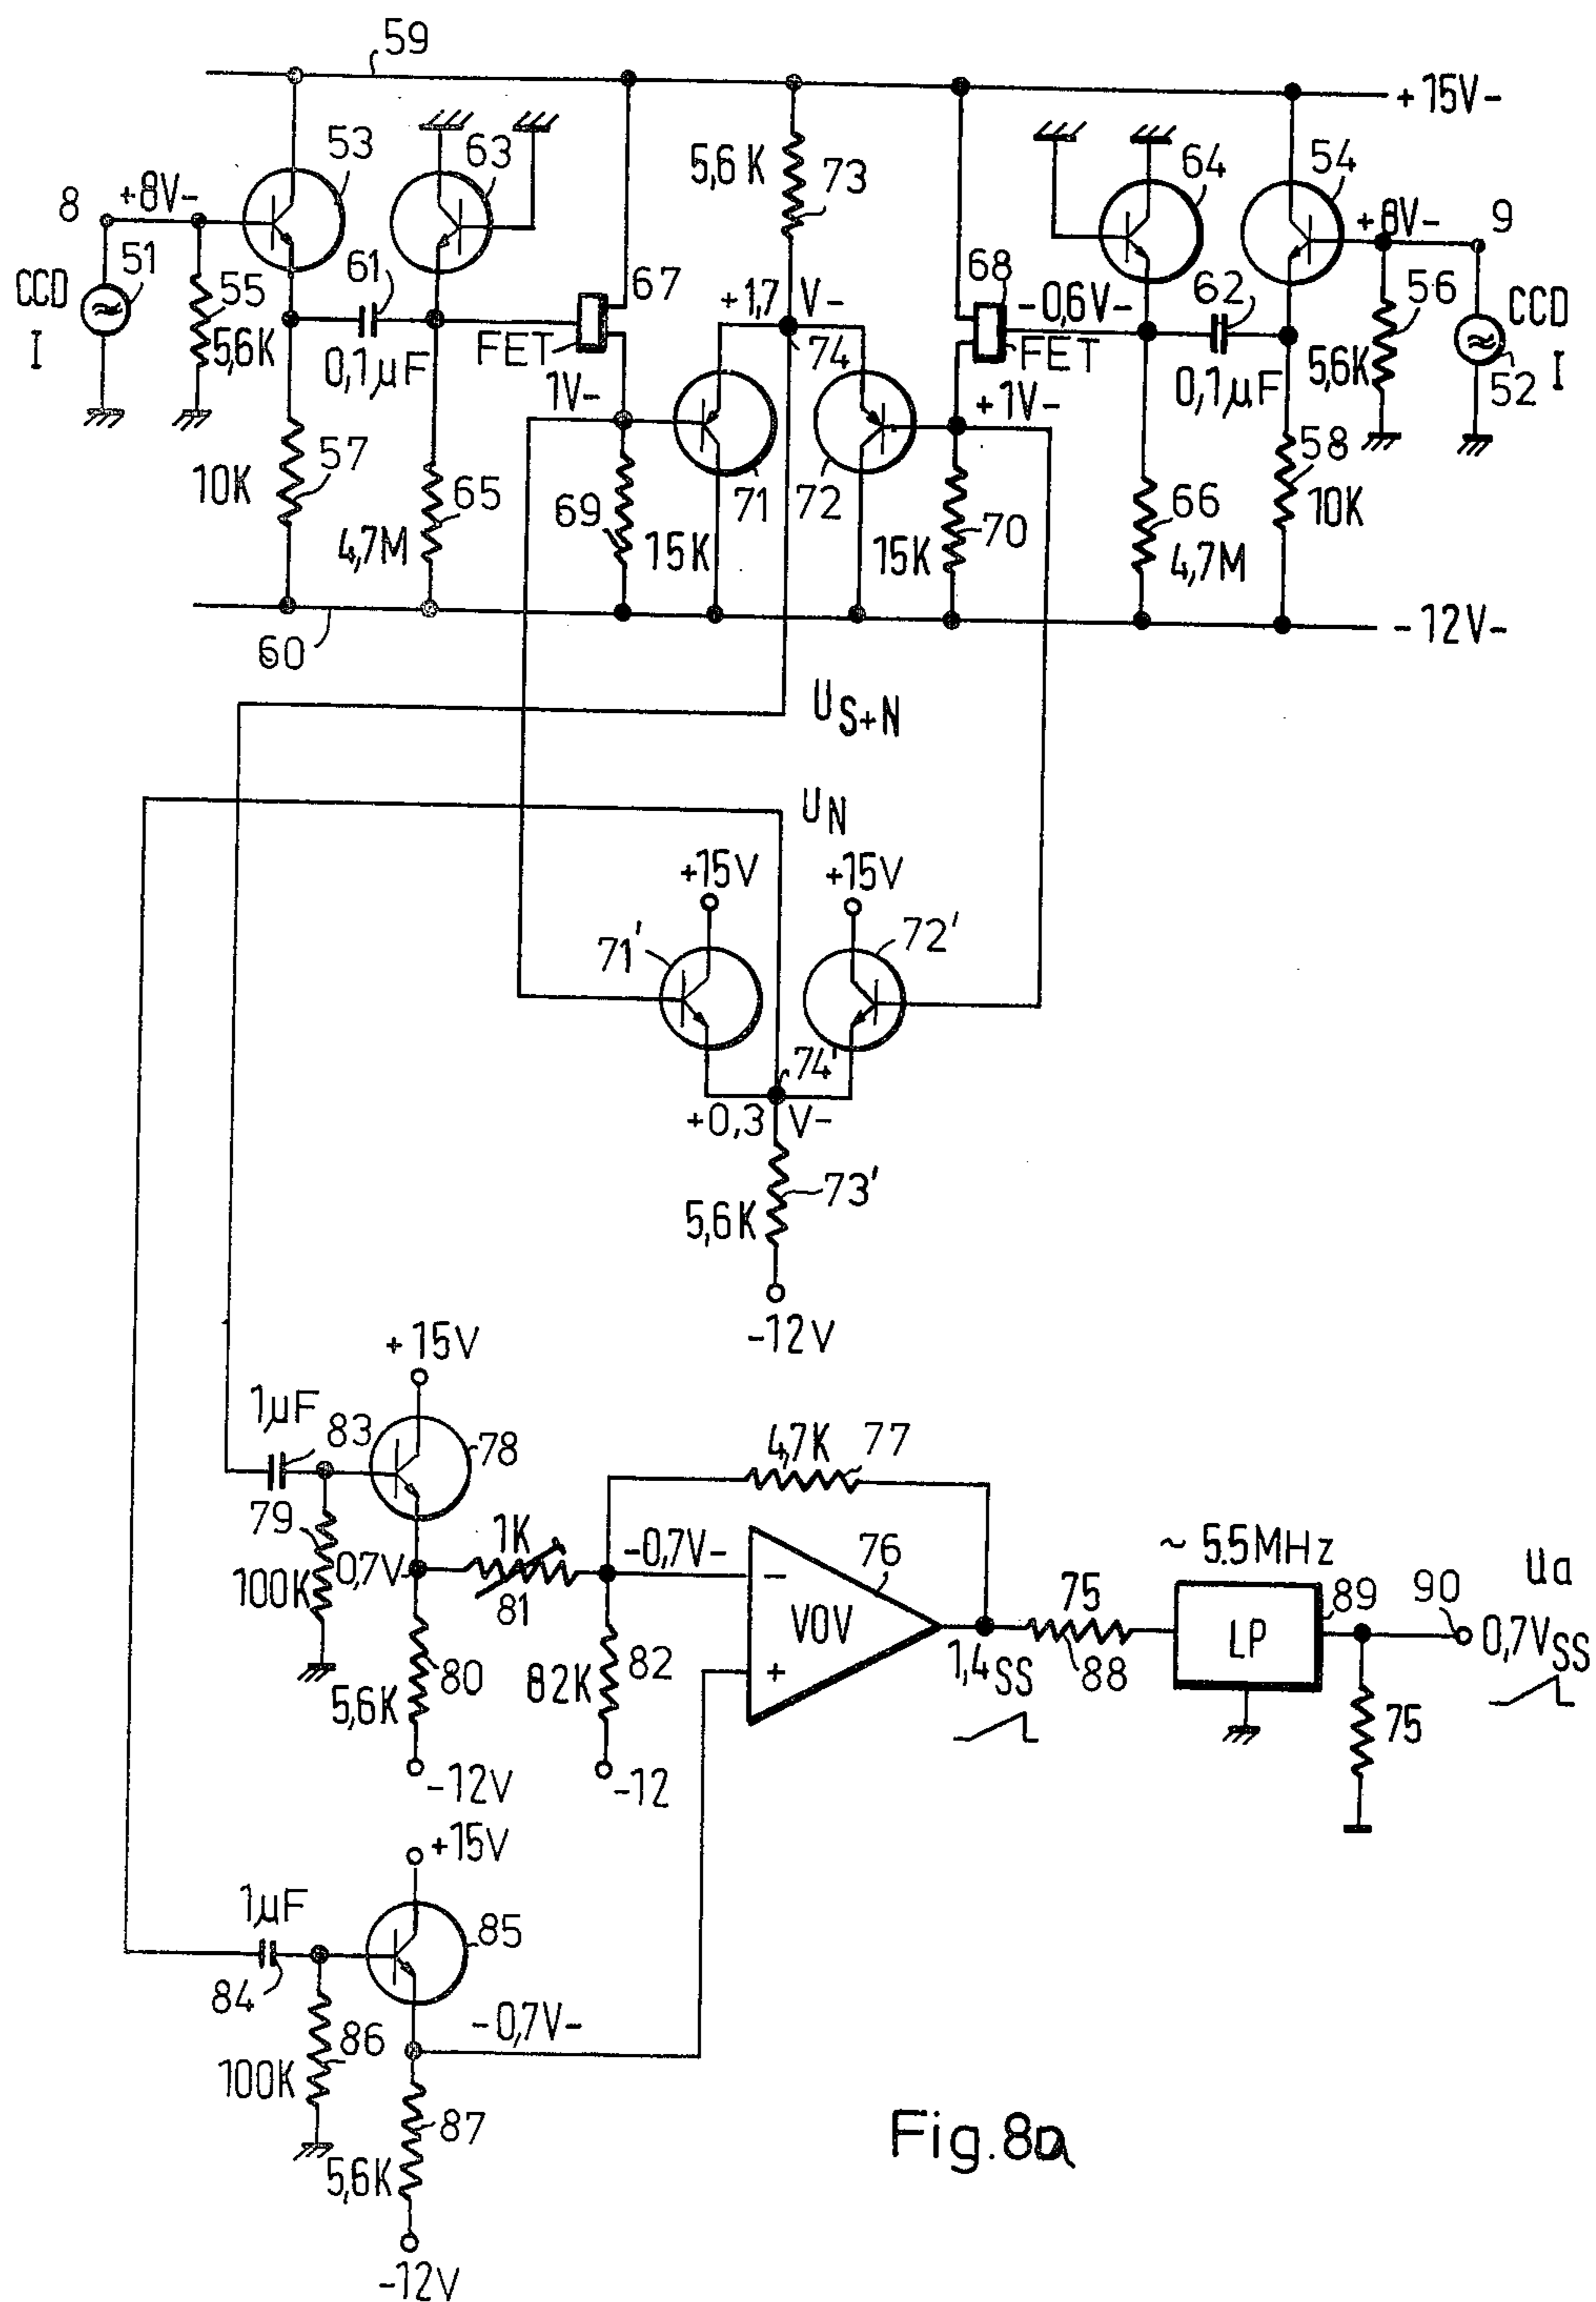 59
+15V-
53
63
5,6K
73
64
54
8
+8V-
+8V-
9
CCD
I
51
55
5,6K
61
0,1µF
67
FET
+1,7 V-
74
68
FET
-0,6V-
62
0,1µF
56
5,6K
52
CCD
I
1V-
+1V-
57
10K
65
4,7M
69
15K
71
72
70
15K
66
4,7M
58
10K
60
-12V-
US+N
UN
+15V
+15V
71'
72'
74'
+0,3 V-
73'
5,6K
-12V
+15V
1µF
83
78
4,7K
77
79
100K
0,7V
1K
81
-0,7V-
−
76
VOV
+
~ 5.5MHz
ua
80
5,6K
82
82K
1,4SS
75
88
LP
89
90
0,7VSS
75
-12V
-12
+15V
1µF
84
85
86
100K
-0,7V-
87
5,6K
-12V
Fig.8a